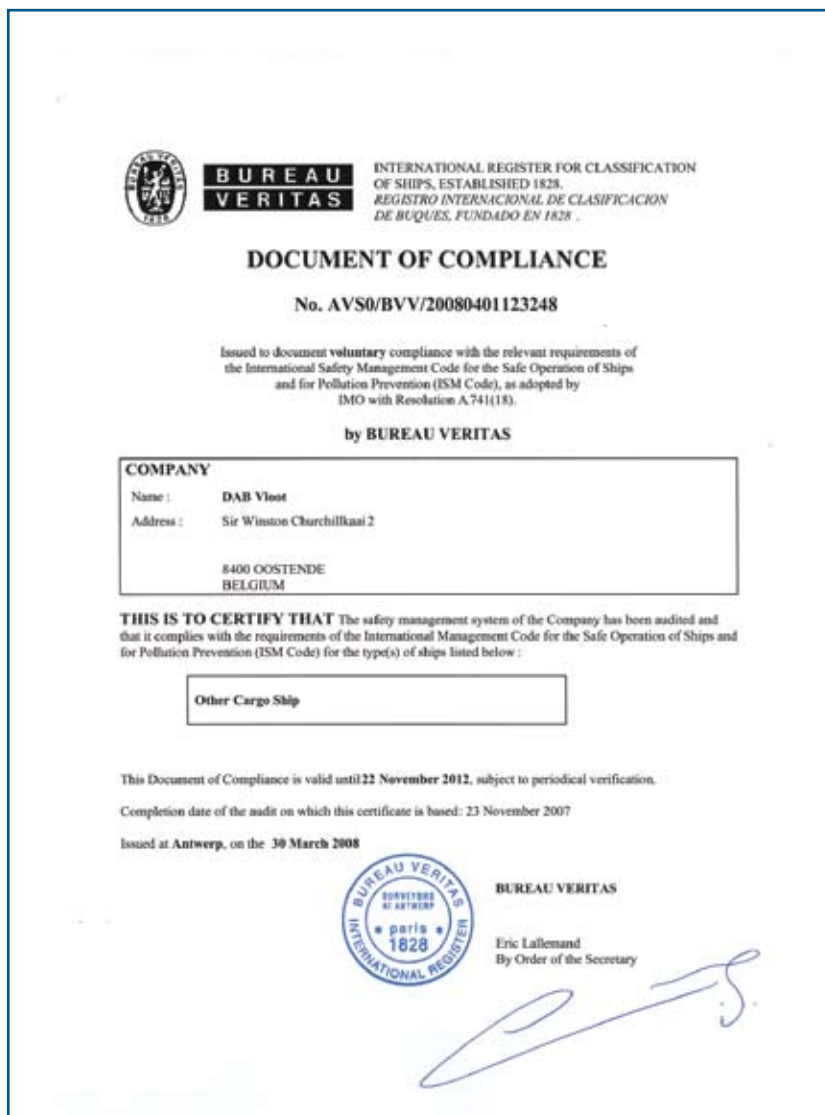 BUREAU VERITAS
1828
BUREAU
VERITAS
INTERNATIONAL REGISTER FOR CLASSIFICATION
OF SHIPS, ESTABLISHED 1828.
REGISTRO INTERNACIONAL DE CLASIFICACION
DE BUQUES, FUNDADO EN 1828 .
DOCUMENT OF COMPLIANCE
No. AVS0/BVV/20080401123248
Issued to document voluntary compliance with the relevant requirements of
the International Safety Management Code for the Safe Operation of Ships
and for Pollution Prevention (ISM Code), as adopted by
IMO with Resolution A.741(18).
by BUREAU VERITAS
COMPANY
Name : DAB Vloot
Address : Sir Winston Churchillkaai 2
8400 OOSTENDE
BELGIUM
THIS IS TO CERTIFY THAT The safety management system of the Company has been audited and
that it complies with the requirements of the International Management Code for the Safe Operation of Ships and
for Pollution Prevention (ISM Code) for the type(s) of ships listed below :
Other Cargo Ship
This Document of Compliance is valid until 22 November 2012, subject to periodical verification.
Completion date of the audit on which this certificate is based: 23 November 2007
Issued at Antwerp, on the 30 March 2008
BUREAU VERITAS
SURVEYORS
AT ANTWERP
paris
1828
INTERNATIONAL REGISTER
BUREAU VERITAS
Eric Lallemand
By Order of the Secretary